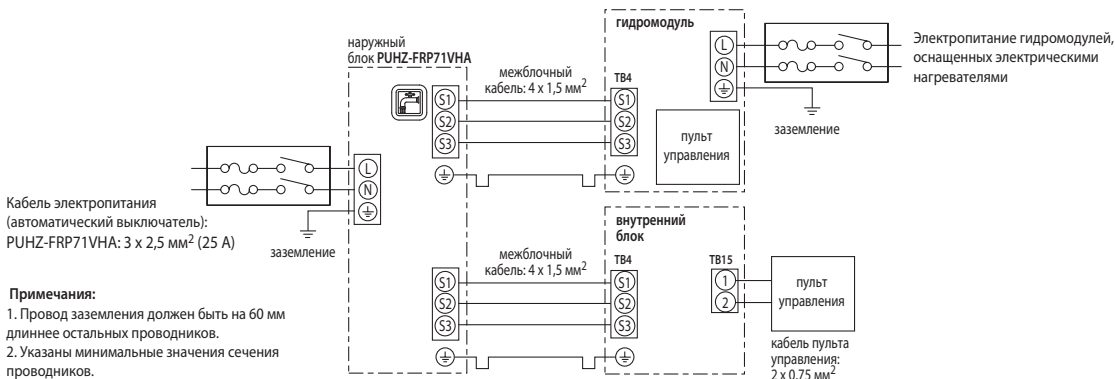 гидромодуль
L
N
Электропитание гидромодулей,
оснащенных электрическими
нагревателями
заземление
наружный
блок PUHZ-FRP71VHA
межблочный
кабель: 4 x 1,5 мм²
TB4
S1
S2
S3
S1
S2
S3
пульт
управления
L
N
Кабель электропитания
(автоматический выключатель):
PUHZ-FRP71VHA: 3 x 2,5 мм² (25 А)
заземление
внутренний
блок
межблочный
кабель: 4 x 1,5 мм²
TB4
TB15
S1
S2
S3
S1
S2
S3
1
2
пульт
управления
кабель пульта
управления:
2 x 0,75 мм²
Примечания:
1. Провод заземления должен быть на 60 мм
длиннее остальных проводников.
2. Указаны минимальные значения сечения
проводников.